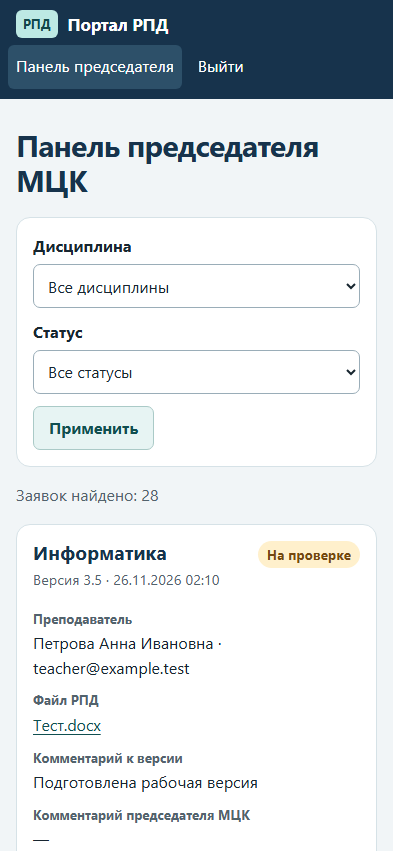 РПД Портал РПД
Панель председателя Выйти
Панель председателя
МЦК
Дисциплина
Все дисциплины
Статус
Все статусы
Применить
Заявок найдено: 28
Информатика На проверке
Версия 3.5 · 26.11.2026 02:10
Преподаватель
Петрова Анна Ивановна ·
teacher@example.test
Файл РПД
Тест.docx
Комментарий к версии
Подготовлена рабочая версия
Комментарий председателя МЦК
—